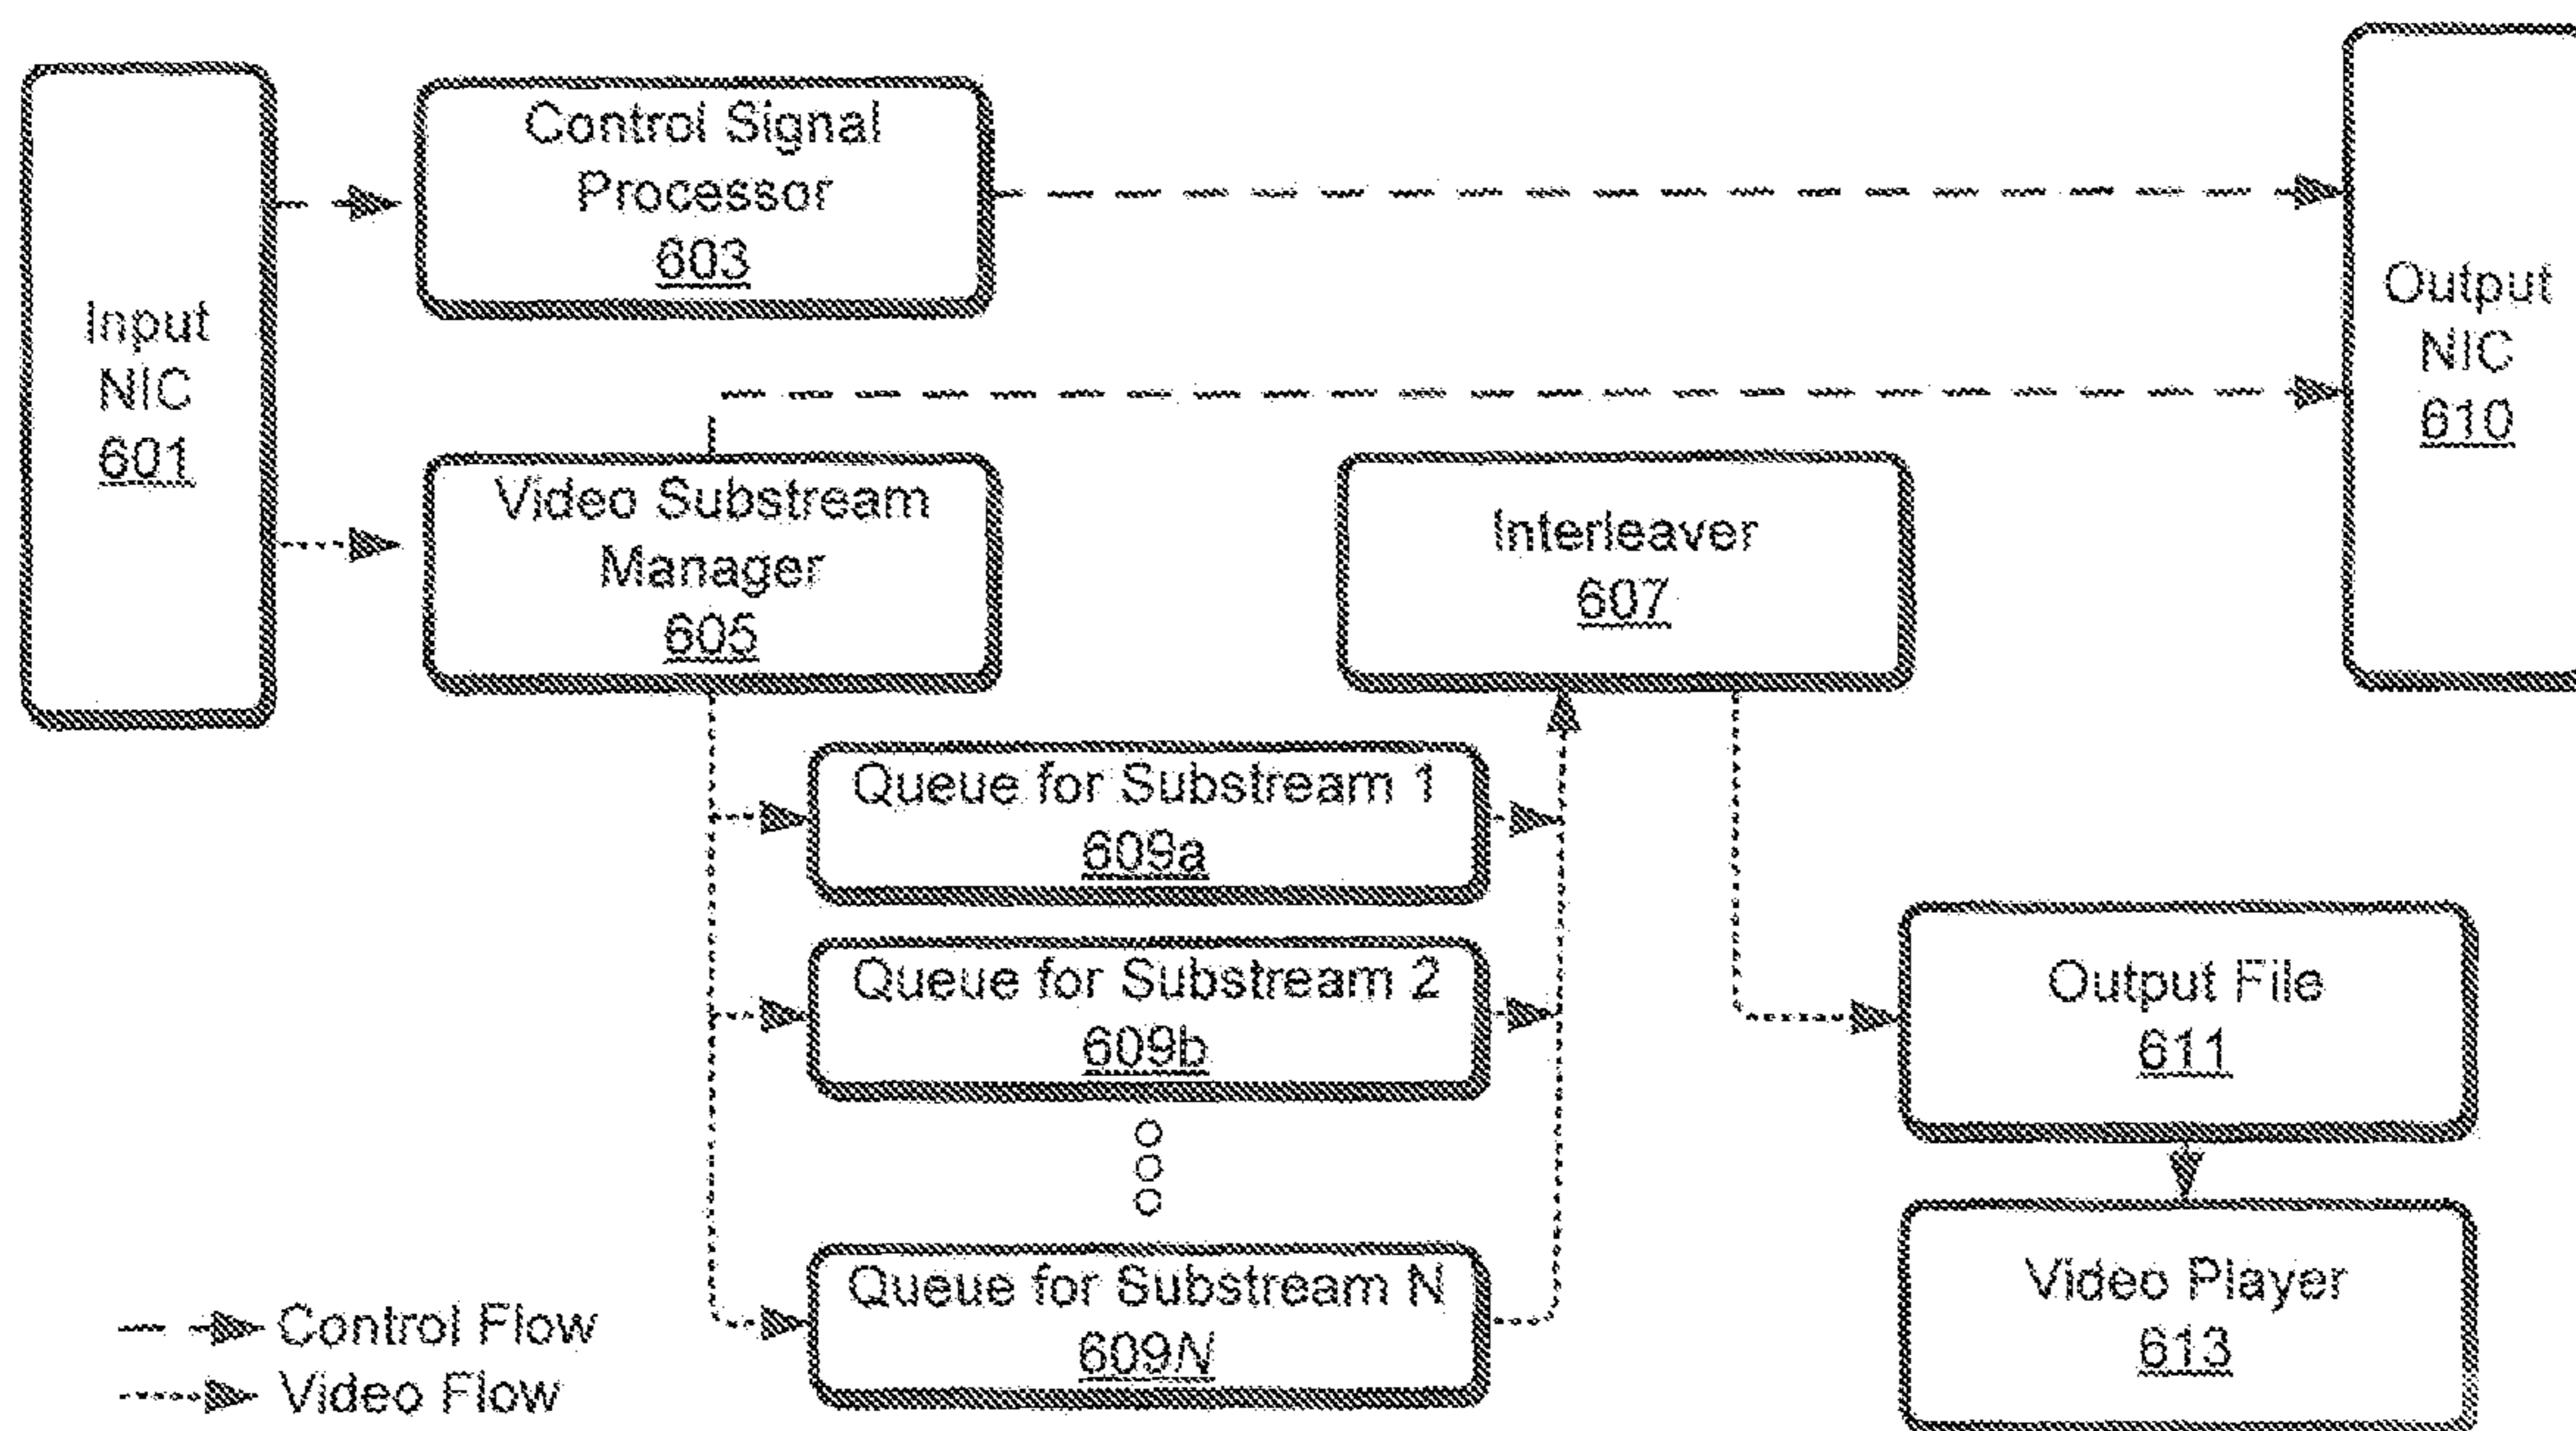 Input
NIC
601
Control Signal
Processor
603
Output
NIC
610
Video Substream
Manager
605
Interleaver
607
Queue for Substream 1
609a
Queue for Substream 2
609b
Queue for Substream N
609N
Output File
611
Video Player
613
Control Flow
Video Flow